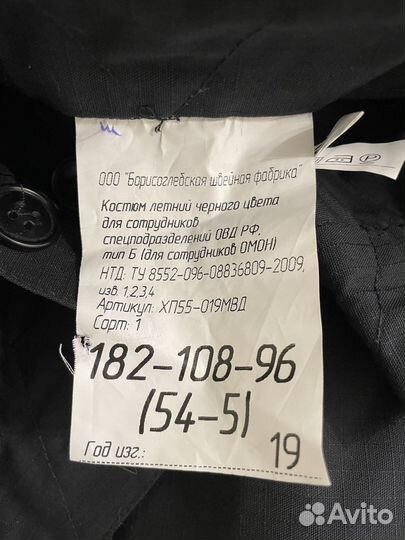 ООО "Борисоглебская швейная фабрика"
Костюм летний черного цвета
для сотрудников
спецподразделений ОВД РФ,
тип Б (для сотрудников ОМОН)
НТД: ТУ 8552-096-08836809-2009,
изв. 1,2,3,4
Артикул: ХП55-019МВД
Сорт: 1
182-108-96
(54-5)
Год изг.: 19
Avito